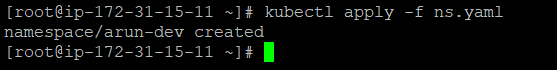 [root@ip-172-31-15-11 ~]# kubectl apply -f ns.yaml
namespace/arun-dev created
[root@ip-172-31-15-11 ~]#